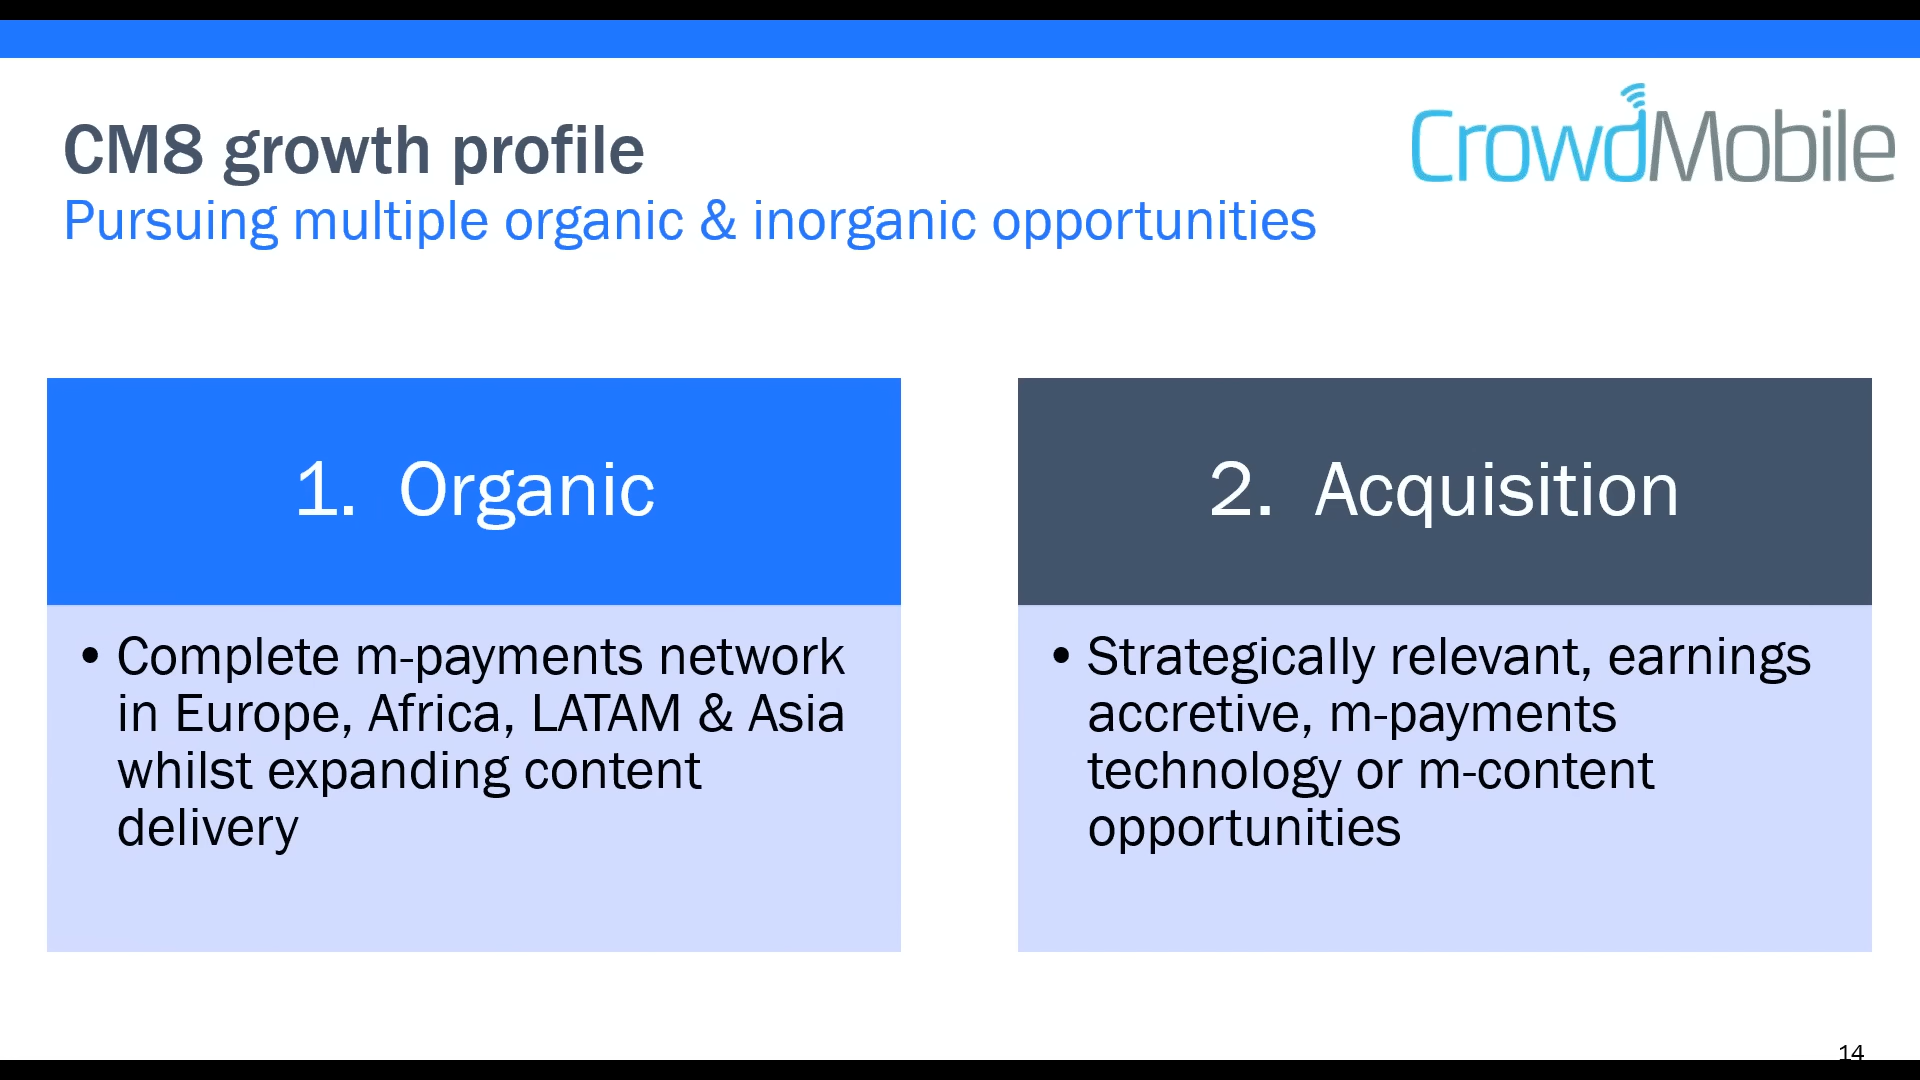 CM8 growth profile
CrowdMobile
Pursuing multiple organic & inorganic opportunities
1. Organic
• Complete m-payments network
in Europe, Africa, LATAM & Asia
whilst expanding content
delivery
2. Acquisition
• Strategically relevant, earnings
accretive, m-payments
technology or m-content
opportunities
14